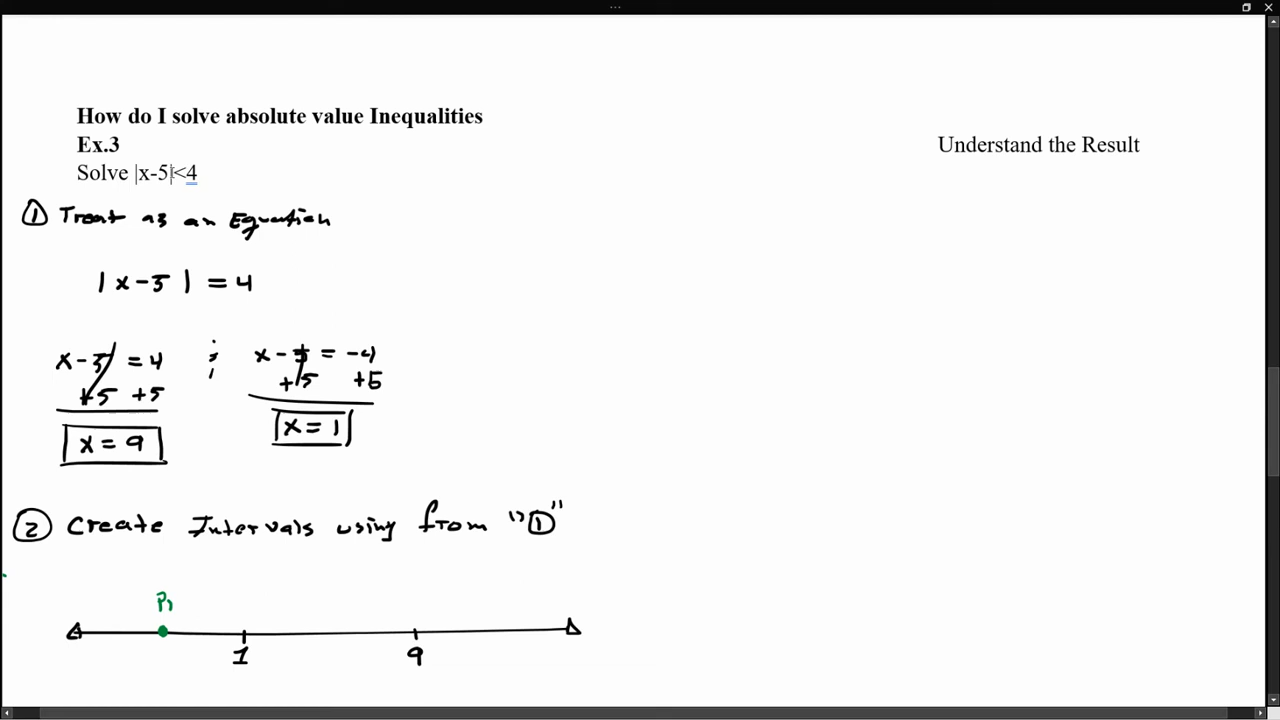 How do I solve absolute value Inequalities
Ex.3
Understand the Result
Solve |x-5|<4
① Treat as an Equation
|x-5| = 4
x-5 = 4 ; x-5 = -4
+5 +5 +5 +5
x = 9 x = 1
② Create Intervals using from "①"
P1
1 9